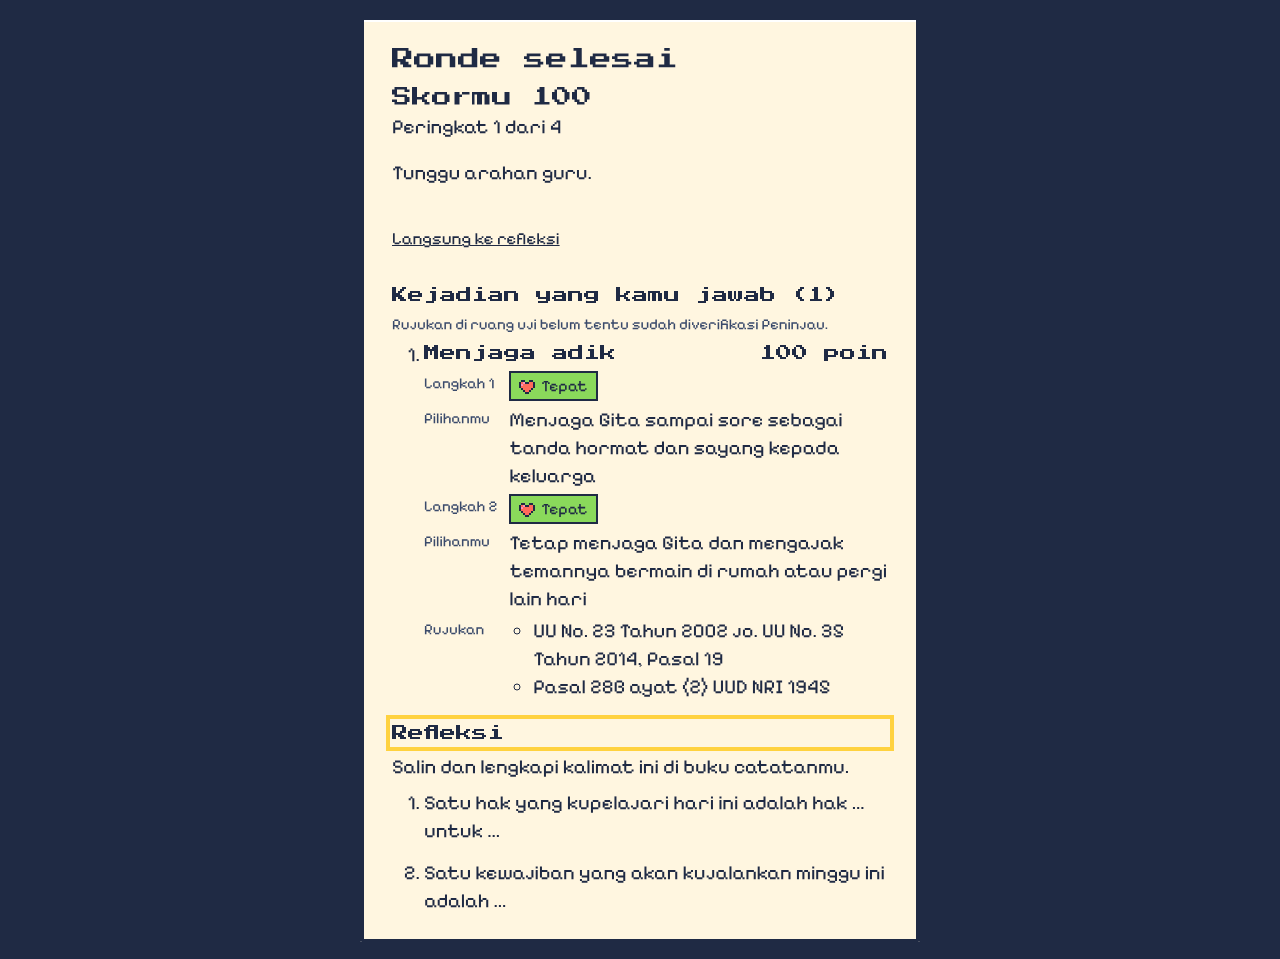 Ronde selesai
Skormu 100
Peringkat 1 dari 4
Tunggu arahan guru.
Langsung ke refleksi
Kejadian yang kamu jawab (1)
Rujukan di ruang uji belum tentu sudah diverifikasi Peninjau.
1. Menjaga adik 100 poin
Langkah 1 Tepat
Pilihanmu Menjaga Gita sampai sore sebagai
tanda hormat dan sayang kepada
keluarga
Langkah 2 Tepat
Pilihanmu Tetap menjaga Gita dan mengajak
temannya bermain di rumah atau pergi
lain hari
Rujukan UU No. 23 Tahun 2002 jo. UU No. 35
Tahun 2014, Pasal 19
Pasal 28G ayat (2) UUD NRI 1945
Refleksi
Salin dan lengkapi kalimat ini di buku catatanmu.
1. Satu hak yang kupelajari hari ini adalah hak ...
untuk ...
2. Satu kewajiban yang akan kujalankan minggu ini
adalah ...